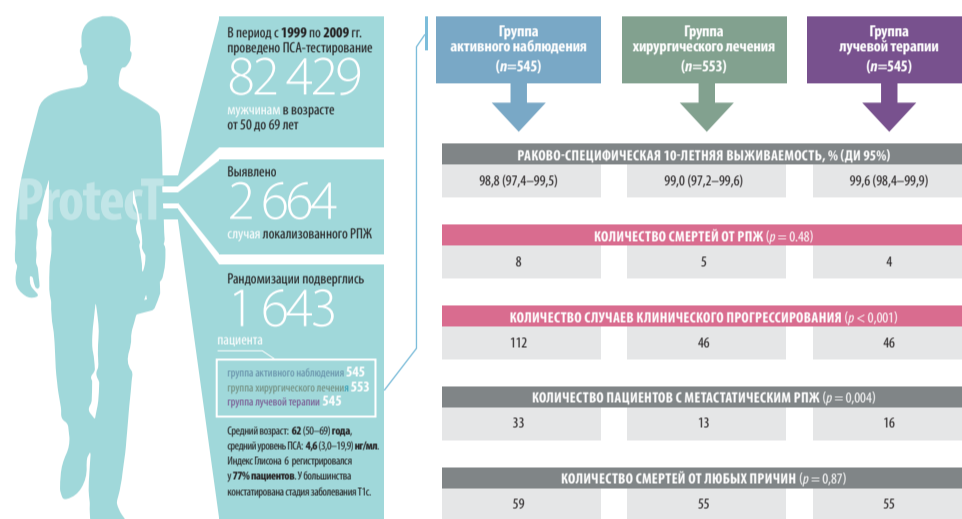 В период с 1999 по 2009 гг.
проведено ПСА-тестирование
82 429
мужчинам в возрасте
от 50 до 69 лет
ProtecT
Выявлено
2 664
случая локализованного РПЖ
Рандомизации подверглись
1 643
пациента
группа активного наблюдения 545
группа хирургического лечения 553
группа лучевой терапии 545
Средний возраст: 62 (50–69) года,
средний уровень ПСА: 4,6 (3,0–19,9) нг/мл.
Индекс Глисона 6 регистрировался
у 77% пациентов. У большинства
констатирована стадия заболевания T1c.
Группа
активного наблюдения
(n=545)
Группа
хирургического лечения
(n=553)
Группа
лучевой терапии
(n=545)
РАКОВО-СПЕЦИФИЧЕСКАЯ 10-ЛЕТНЯЯ ВЫЖИВАЕМОСТЬ, % (ДИ 95%)
98,8 (97,4–99,5) 99,0 (97,2–99,6) 99,6 (98,4–99,9)
КОЛИЧЕСТВО СМЕРТЕЙ ОТ РПЖ (p = 0.48)
8 5 4
КОЛИЧЕСТВО СЛУЧАЕВ КЛИНИЧЕСКОГО ПРОГРЕССИРОВАНИЯ (p < 0,001)
112 46 46
КОЛИЧЕСТВО ПАЦИЕНТОВ С МЕТАСТАТИЧЕСКИМ РПЖ (p = 0,004)
33 13 16
КОЛИЧЕСТВО СМЕРТЕЙ ОТ ЛЮБЫХ ПРИЧИН (p = 0,87)
59 55 55